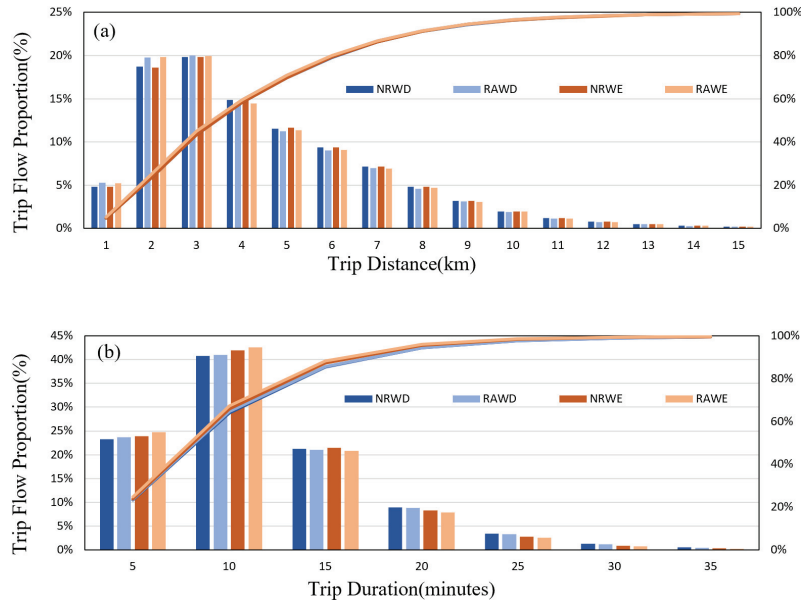 25%
20%
15%
10%
5%
0%
Trip Flow Proportion(%)
(a)
NRWD RAWD NRWE RAWE
100%
80%
60%
40%
20%
0%
1 2 3 4 5 6 7 8 9 10 11 12 13 14 15
Trip Distance(km)
45%
40%
35%
30%
25%
20%
15%
10%
5%
0%
Trip Flow Proportion(%)
(b)
NRWD RAWD NRWE RAWE
100%
80%
60%
40%
20%
0%
5 10 15 20 25 30 35
Trip Duration(minutes)